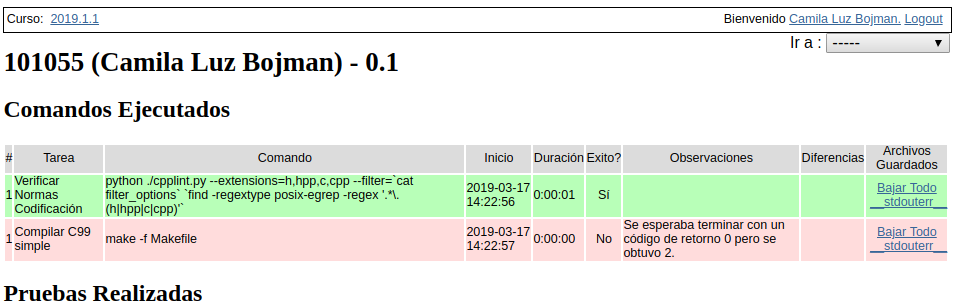 Curso: 2019.1.1
Bienvenido Camila Luz Bojman. Logout
Ir a : -----
101055 (Camila Luz Bojman) - 0.1
Comandos Ejecutados
# Tarea Comando Inicio Duración Exito? Observaciones Diferencias Archivos Guardados
1 Verificar Normas Codificación
python ./cpplint.py --extensions=h,hpp,c,cpp --filter=`cat
filter_options` `find -regextype posix-egrep -regex '.*\.
(h|hpp|c|cpp)'`
2019-03-17
14:22:56
0:00:01
Sí
Bajar Todo
__stdouterr__
1 Compilar C99 simple
make -f Makefile
2019-03-17
14:22:57
0:00:00
No
Se esperaba terminar con un
código de retorno 0 pero se
obtuvo 2.
Bajar Todo
__stdouterr__
Pruebas Realizadas